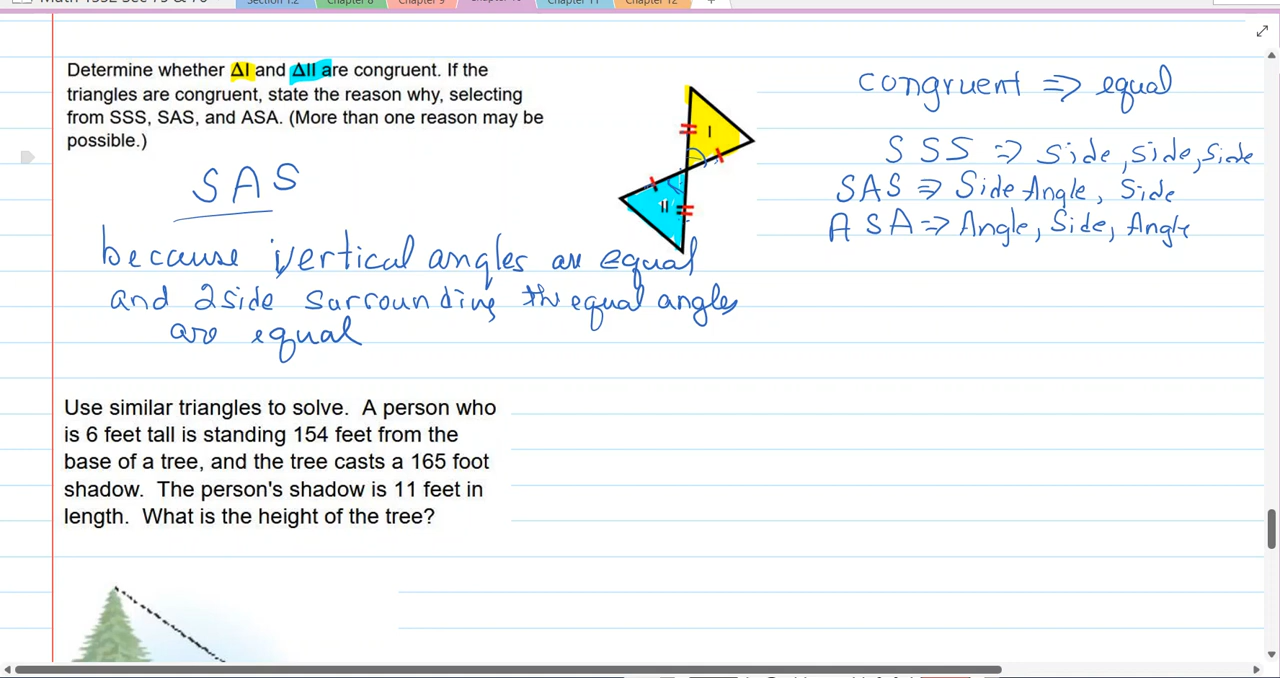 Section 1.2 Chapter 8 Chapter 9 Chapter 11 Chapter 12 +
Determine whether ΔI and ΔII are congruent. If the
triangles are congruent, state the reason why, selecting
from SSS, SAS, and ASA. (More than one reason may be
possible.)
SAS
because vertical angles are equal
and 2 side surrounding the equal angles
are equal
I
II
congruent => equal
SSS => Side, Side, Side
SAS => Side Angle, Side
ASA => Angle, Side, Angle
Use similar triangles to solve. A person who
is 6 feet tall is standing 154 feet from the
base of a tree, and the tree casts a 165 foot
shadow. The person's shadow is 11 feet in
length. What is the height of the tree?